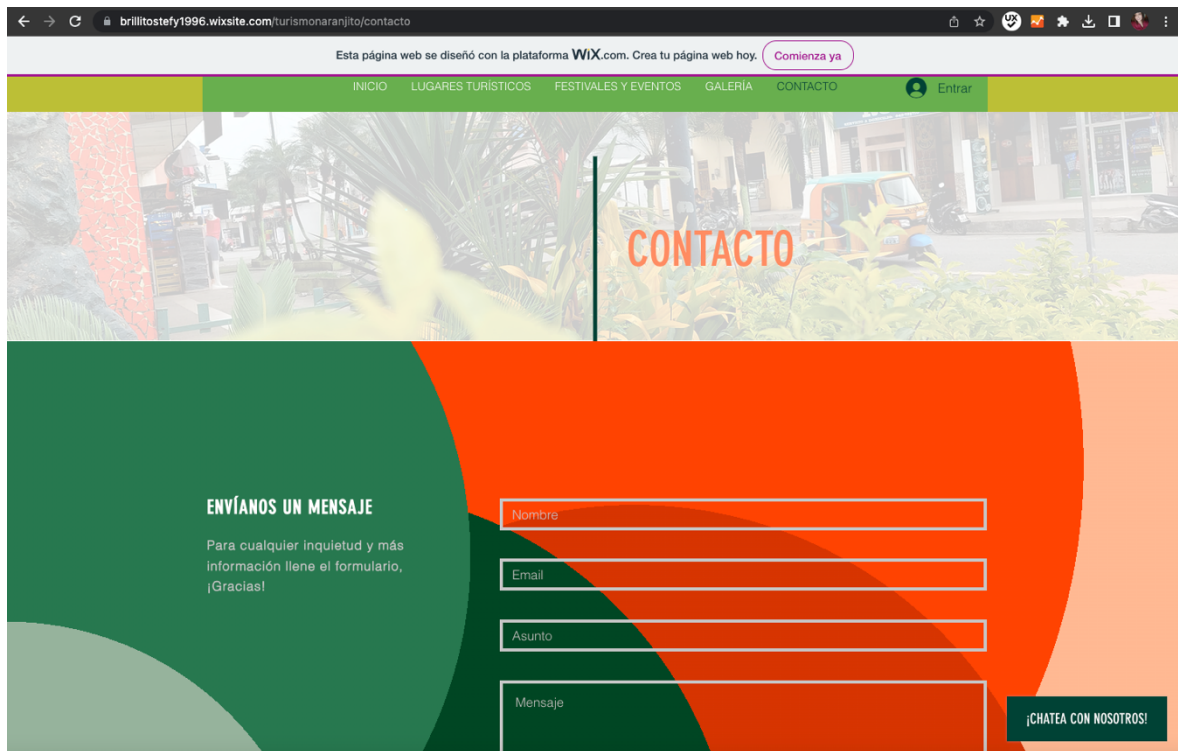 brillitostefy1996.wixsite.com/turismonaranjito/contacto
Esta página web se diseñó con la plataforma WiX.com. Crea tu página web hoy. Comienza ya
INICIO LUGARES TURÍSTICOS FESTIVALES Y EVENTOS GALERÍA CONTACTO Entrar
CONTACTO
ENVÍANOS UN MENSAJE
Para cualquier inquietud y más
información llene el formulario,
¡Gracias!
Nombre
Email
Asunto
Mensaje
¡CHATEA CON NOSOTROS!